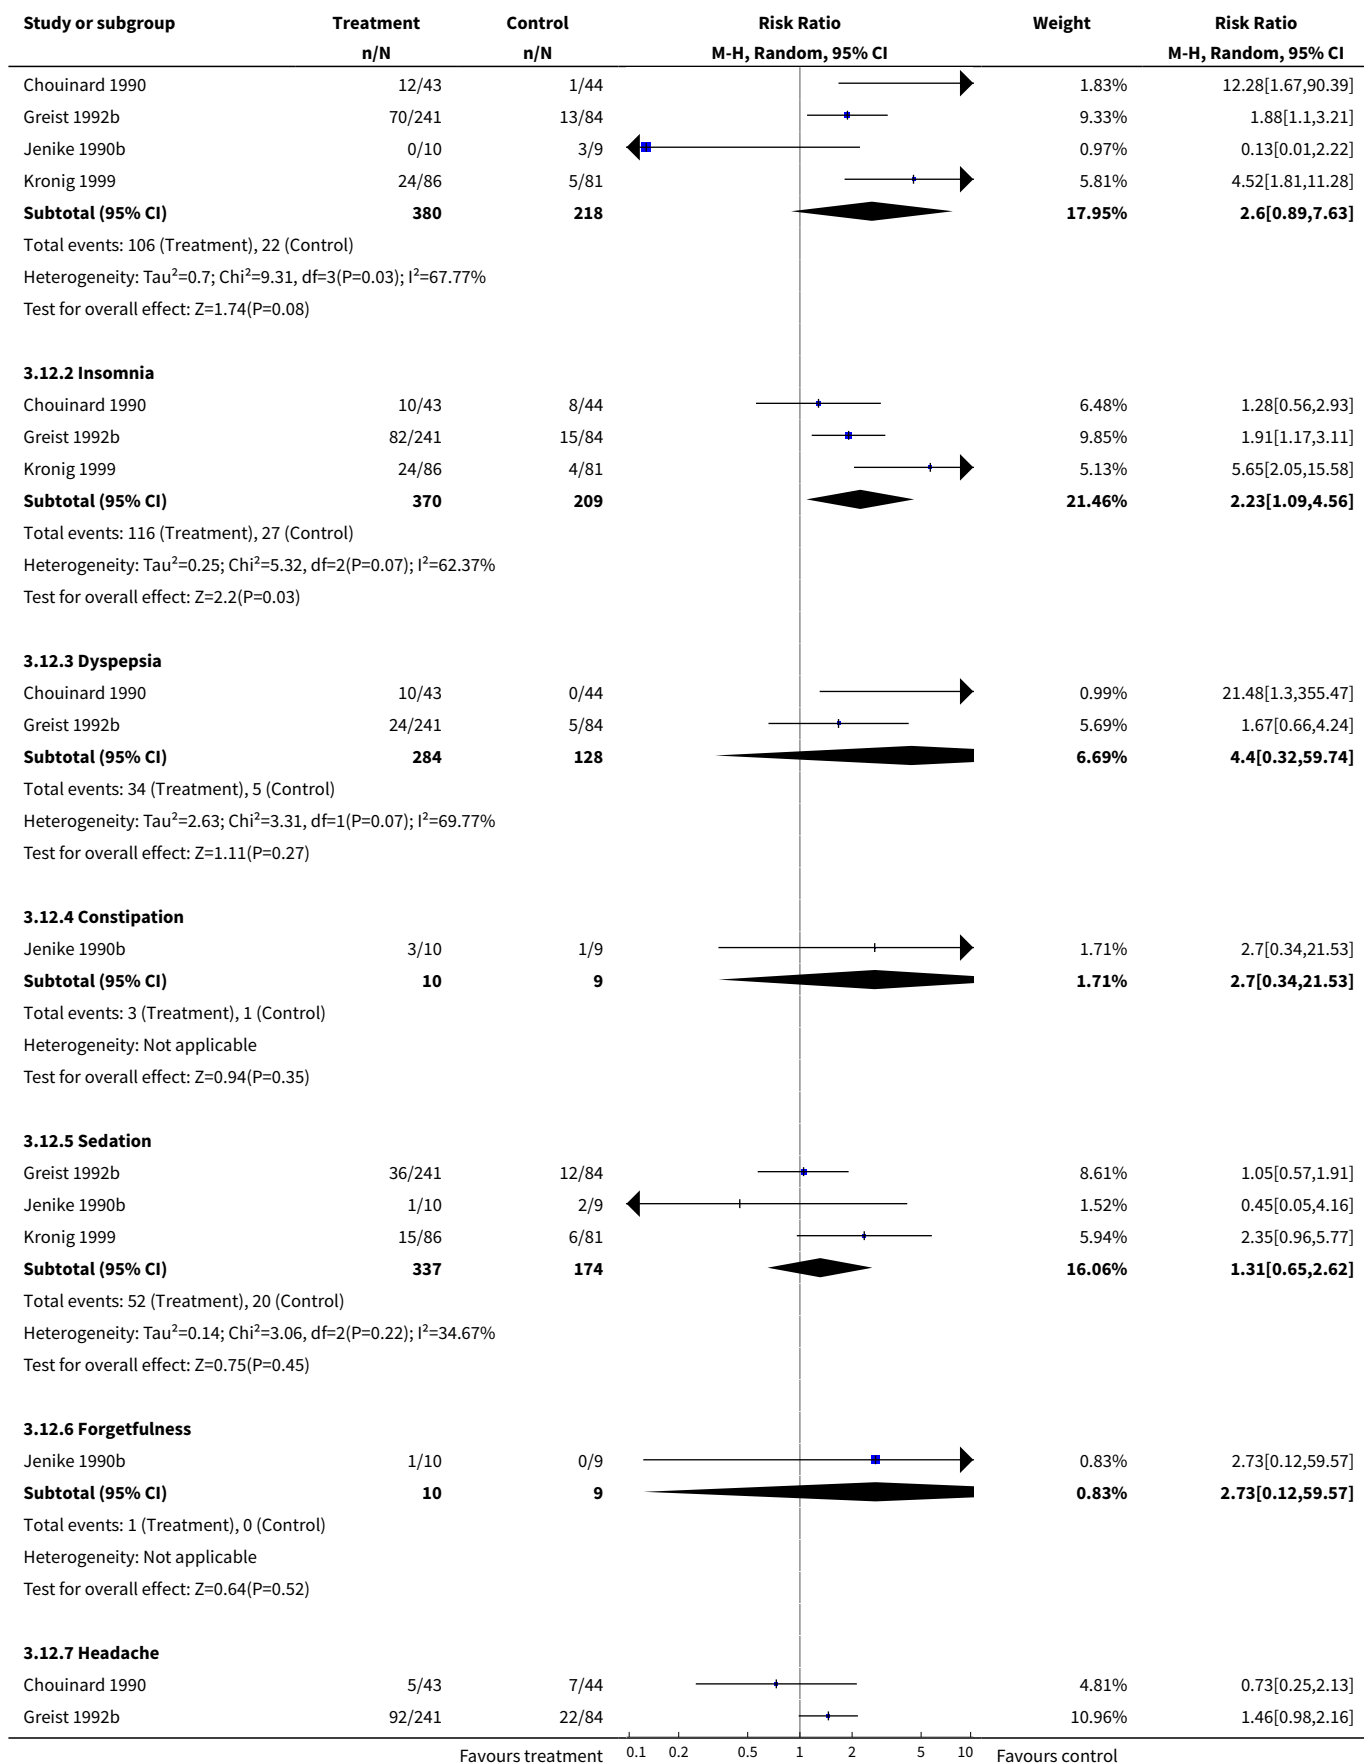 Study or subgroup Treatment Control Risk Ratio Weight Risk Ratio
n/N n/N M-H, Random, 95% CI M-H, Random, 95% CI
Chouinard 1990 12/43 1/44 1.83% 12.28[1.67,90.39]
Greist 1992b 70/241 13/84 9.33% 1.88[1.1,3.21]
Jenike 1990b 0/10 3/9 0.97% 0.13[0.01,2.22]
Kronig 1999 24/86 5/81 5.81% 4.52[1.81,11.28]
Subtotal (95% CI) 380 218 17.95% 2.6[0.89,7.63]
Total events: 106 (Treatment), 22 (Control)
Heterogeneity: Tau²=0.7; Chi²=9.31, df=3(P=0.03); I²=67.77%
Test for overall effect: Z=1.74(P=0.08)
3.12.2 Insomnia
Chouinard 1990 10/43 8/44 6.48% 1.28[0.56,2.93]
Greist 1992b 82/241 15/84 9.85% 1.91[1.17,3.11]
Kronig 1999 24/86 4/81 5.13% 5.65[2.05,15.58]
Subtotal (95% CI) 370 209 21.46% 2.23[1.09,4.56]
Total events: 116 (Treatment), 27 (Control)
Heterogeneity: Tau²=0.25; Chi²=5.32, df=2(P=0.07); I²=62.37%
Test for overall effect: Z=2.2(P=0.03)
3.12.3 Dyspepsia
Chouinard 1990 10/43 0/44 0.99% 21.48[1.3,355.47]
Greist 1992b 24/241 5/84 5.69% 1.67[0.66,4.24]
Subtotal (95% CI) 284 128 6.69% 4.4[0.32,59.74]
Total events: 34 (Treatment), 5 (Control)
Heterogeneity: Tau²=2.63; Chi²=3.31, df=1(P=0.07); I²=69.77%
Test for overall effect: Z=1.11(P=0.27)
3.12.4 Constipation
Jenike 1990b 3/10 1/9 1.71% 2.7[0.34,21.53]
Subtotal (95% CI) 10 9 1.71% 2.7[0.34,21.53]
Total events: 3 (Treatment), 1 (Control)
Heterogeneity: Not applicable
Test for overall effect: Z=0.94(P=0.35)
3.12.5 Sedation
Greist 1992b 36/241 12/84 8.61% 1.05[0.57,1.91]
Jenike 1990b 1/10 2/9 1.52% 0.45[0.05,4.16]
Kronig 1999 15/86 6/81 5.94% 2.35[0.96,5.77]
Subtotal (95% CI) 337 174 16.06% 1.31[0.65,2.62]
Total events: 52 (Treatment), 20 (Control)
Heterogeneity: Tau²=0.14; Chi²=3.06, df=2(P=0.22); I²=34.67%
Test for overall effect: Z=0.75(P=0.45)
3.12.6 Forgetfulness
Jenike 1990b 1/10 0/9 0.83% 2.73[0.12,59.57]
Subtotal (95% CI) 10 9 0.83% 2.73[0.12,59.57]
Total events: 1 (Treatment), 0 (Control)
Heterogeneity: Not applicable
Test for overall effect: Z=0.64(P=0.52)
3.12.7 Headache
Chouinard 1990 5/43 7/44 4.81% 0.73[0.25,2.13]
Greist 1992b 92/241 22/84 10.96% 1.46[0.98,2.16]
Favours treatment 0.1 0.2 0.5 1 2 5 10 Favours control